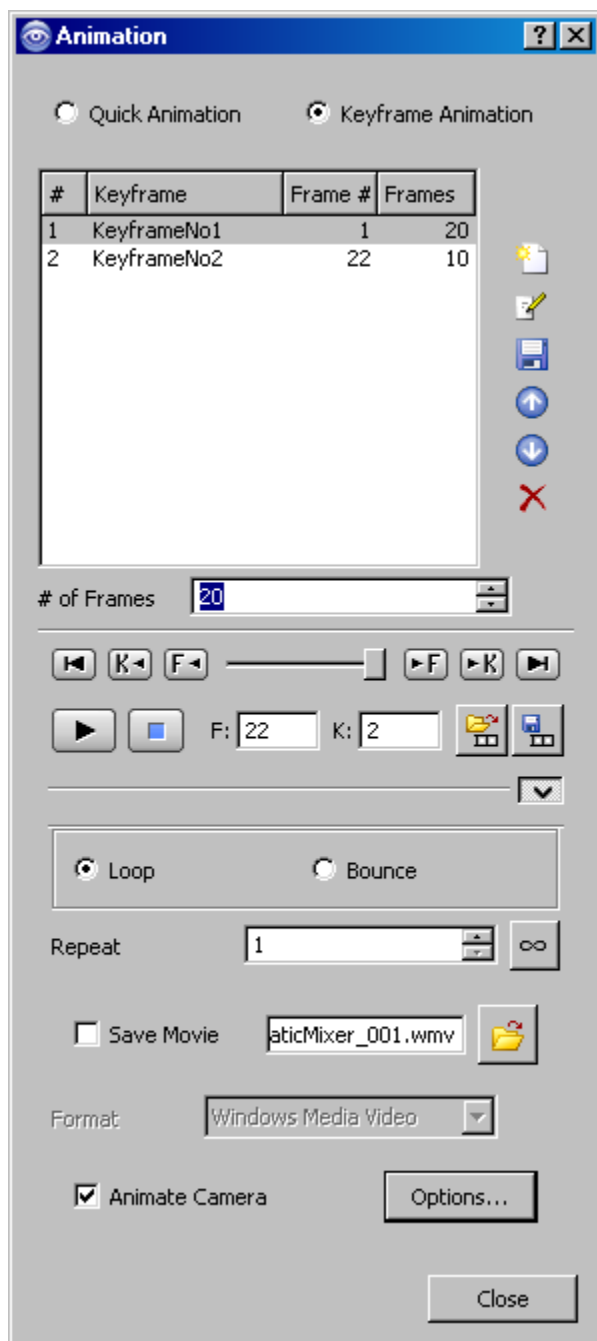 Animation
Quick Animation Keyframe Animation
# Keyframe Frame # Frames
1 KeyframeNo1 1 20
2 KeyframeNo2 22 10
# of Frames 20
K F F K
F: 22 K: 2
Loop Bounce
Repeat 1 ∞
Save Movie aticMixer_001.wmv
Format Windows Media Video
Animate Camera Options...
Close